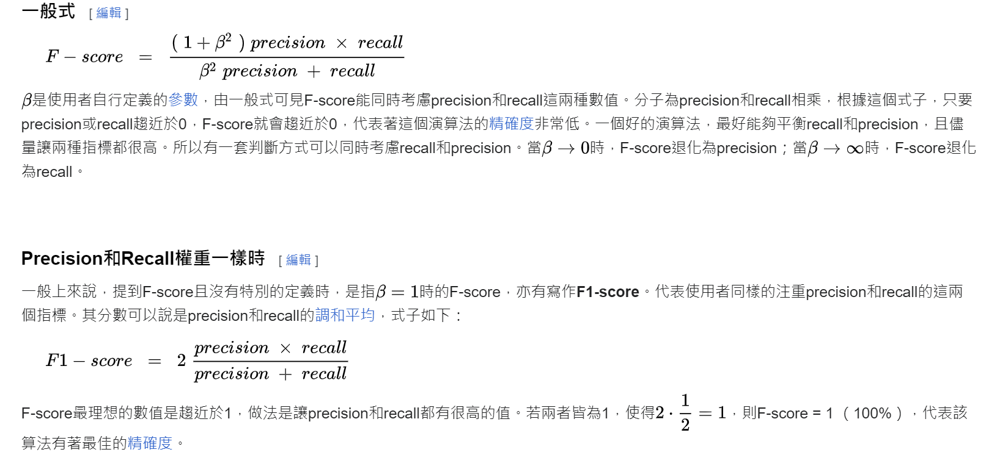 一般式 [ 編輯 ]
F − score = ( 1 + β² ) precision × recall / β² precision + recall
β是使用者自行定義的參數，由一般式可見F-score能同時考慮precision和recall這兩種數值。分子為precision和recall相乘，根據這個式子，只要
precision或recall趨近於0，F-score就會趨近於0，代表著這個演算法的精確度非常低。一個好的演算法，最好能夠平衡recall和precision，且儘
量讓兩種指標都很高。所以有一套判斷方式可以同時考慮recall和precision。當β → 0時，F-score退化為precision；當β → ∞時，F-score退化
為recall。
Precision和Recall權重一樣時 [ 編輯 ]
一般上來說，提到F-score且沒有特別的定義時，是指β = 1時的F-score，亦有寫作F1-score。代表使用者同樣的注重precision和recall的這兩
個指標。其分數可以說是precision和recall的調和平均，式子如下：
F1 − score = 2 precision × recall / precision + recall
F-score最理想的數值是趨近於1，做法是讓precision和recall都有很高的值。若兩者皆為1，使得2 · 1/2 = 1，則F-score = 1（100%），代表該
算法有著最佳的精確度。